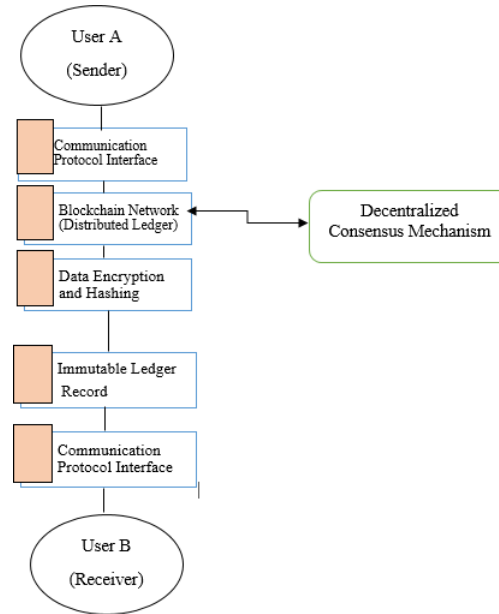 User A
(Sender)
Communication
Protocol Interface
Blockchain Network
(Distributed Ledger)
Decentralized
Consensus Mechanism
Data Encryption
and Hashing
Immutable Ledger
Record
Communication
Protocol Interface
User B
(Receiver)